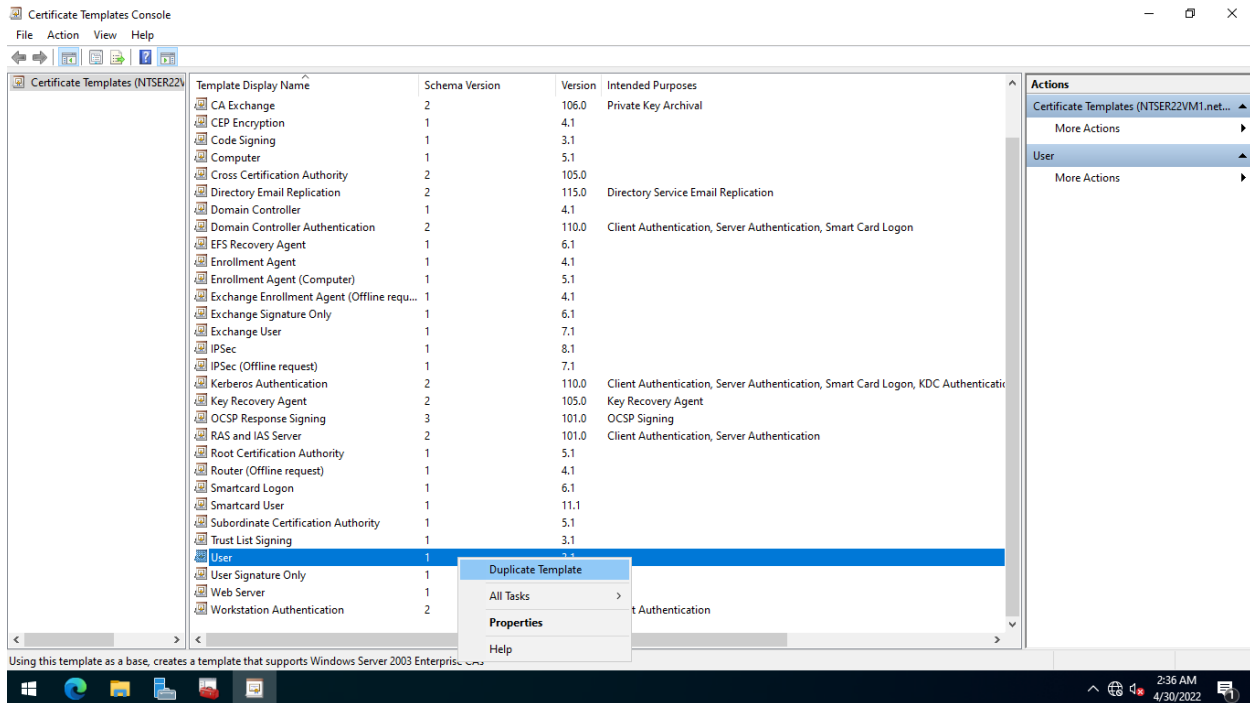 Certificate Templates Console
File Action View Help
Certificate Templates (NTSER22V
Template Display Name Schema Version Version Intended Purposes
CA Exchange 2 106.0 Private Key Archival
CEP Encryption 1 4.1
Code Signing 1 3.1
Computer 1 5.1
Cross Certification Authority 2 105.0
Directory Email Replication 2 115.0 Directory Service Email Replication
Domain Controller 1 4.1
Domain Controller Authentication 2 110.0 Client Authentication, Server Authentication, Smart Card Logon
EFS Recovery Agent 1 6.1
Enrollment Agent 1 4.1
Enrollment Agent (Computer) 1 5.1
Exchange Enrollment Agent (Offline requ... 1 4.1
Exchange Signature Only 1 6.1
Exchange User 1 7.1
IPSec 1 8.1
IPSec (Offline request) 1 7.1
Kerberos Authentication 2 110.0 Client Authentication, Server Authentication, Smart Card Logon, KDC Authenticatio
Key Recovery Agent 2 105.0 Key Recovery Agent
OCSP Response Signing 3 101.0 OCSP Signing
RAS and IAS Server 2 101.0 Client Authentication, Server Authentication
Root Certification Authority 1 5.1
Router (Offline request) 1 4.1
Smartcard Logon 1 6.1
Smartcard User 1 11.1
Subordinate Certification Authority 1 5.1
Trust List Signing 1 3.1
User 1
User Signature Only 1
Web Server 1
Workstation Authentication 2 t Authentication
Duplicate Template
All Tasks
Properties
Help
Actions
Certificate Templates (NTSER22VM1.net...
More Actions
User
More Actions
Using this template as a base, creates a template that supports Windows Server 2003 Enterprise CAs
2:36 AM
4/30/2022
1